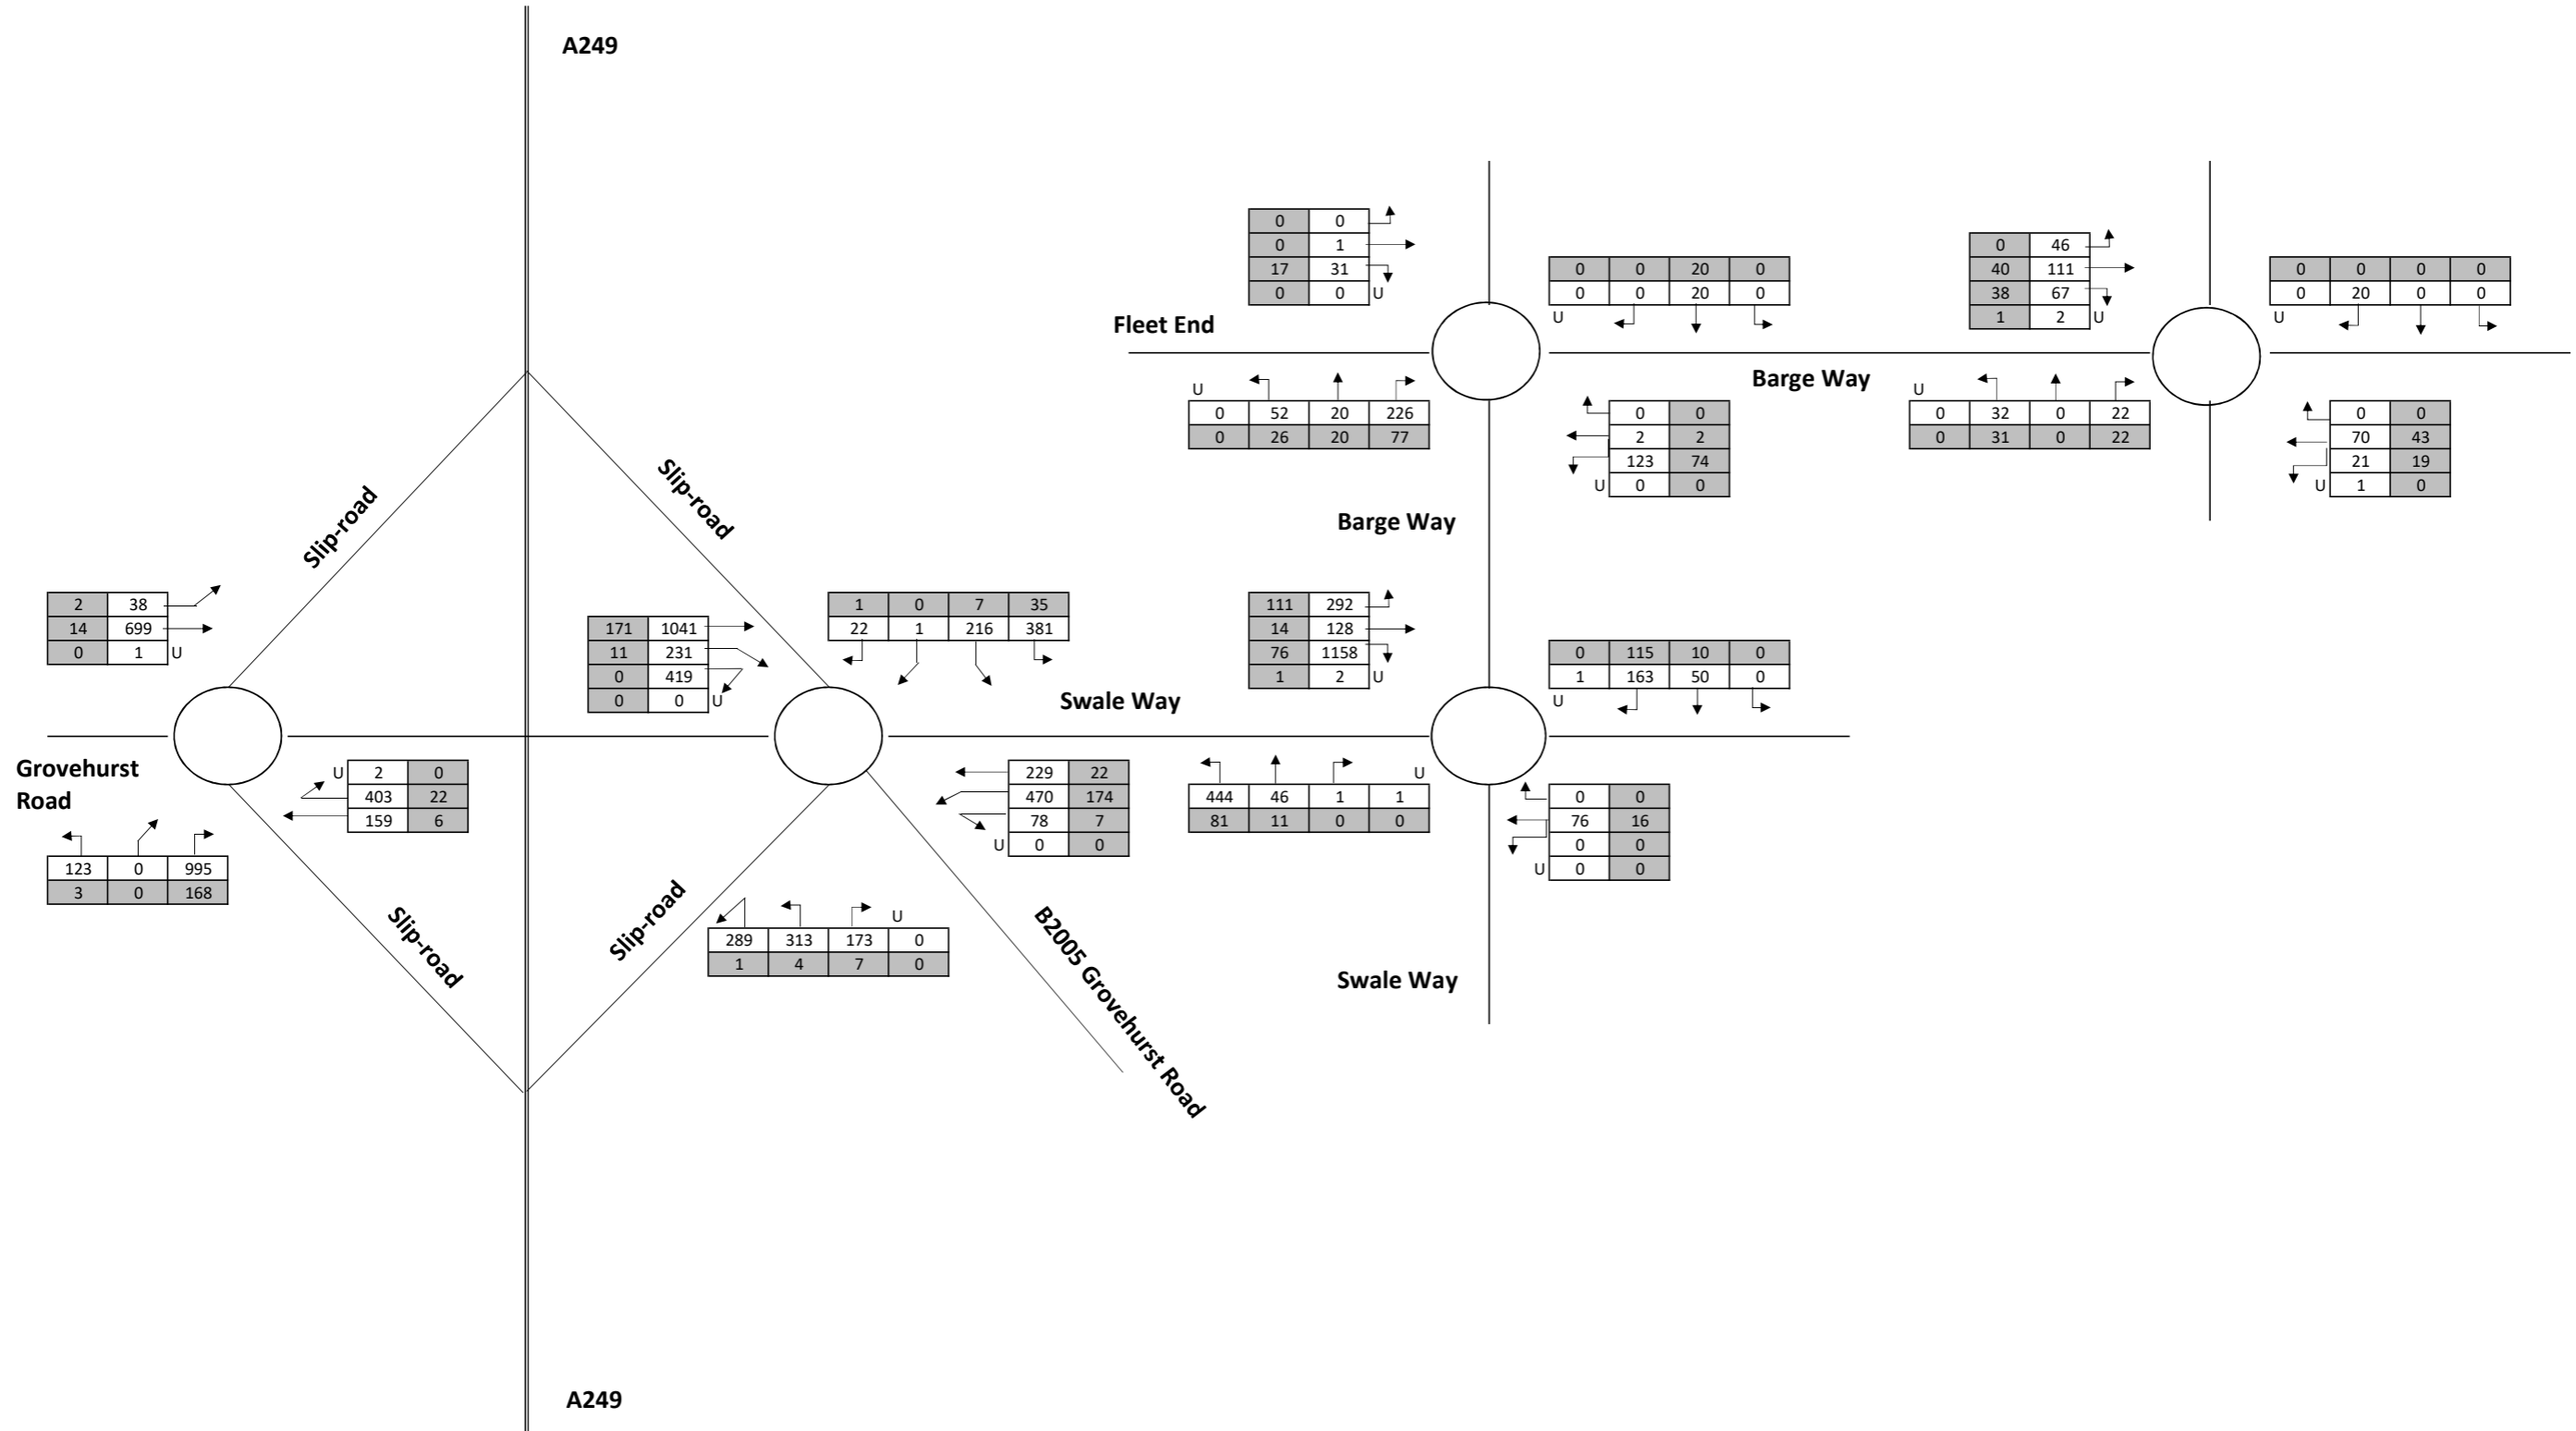 A249
0 0
0 1
17 31
0 0 U
0 0 20 0
0 0 20 0
U
0 46
40 111
38 67
1 2 U
0 0 0 0
0 20 0 0
U
Fleet End
Barge Way
U
0 52 20 226
0 26 20 77
0 0
2 2
123 74
U 0 0
U
0 32 0 22
0 31 0 22
0 0
70 43
21 19
U 1 0
Slip-road
Slip-road
Barge Way
2 38
14 699
0 1 U
171 1041
11 231
0 419
0 0 U
1 0 7 35
22 1 216 381
Swale Way
111 292
14 128
76 1158
1 2 U
0 115 10 0
1 163 50 0
U
Grovehurst
Road
U 2 0
403 22
159 6
123 0 995
3 0 168
229 22
470 174
78 7
U 0 0
U
444 46 1 1
81 11 0 0
0 0
76 16
0 0
U 0 0
Slip-road
Slip-road
U
289 313 173 0
1 4 7 0
B2005 Grovehurst Road
Swale Way
A249